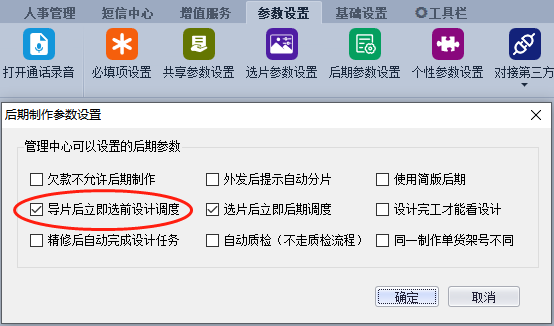 人事管理 短信中心 增值服务 参数设置 基础设置 工具栏
打开通话录音 必填项设置 共享参数设置 选片参数设置 后期参数设置 个性参数设置 对接第三方
后期制作参数设置
管理中心可以设置的后期参数
欠款不允许后期制作 外发后提示自动分片 使用简版后期
导片后立即选前设计调度 选片后立即后期调度 设计完工才能看设计
精修后自动完成设计任务 自动质检（不走质检流程） 同一制作单货架号不同
确定 取消